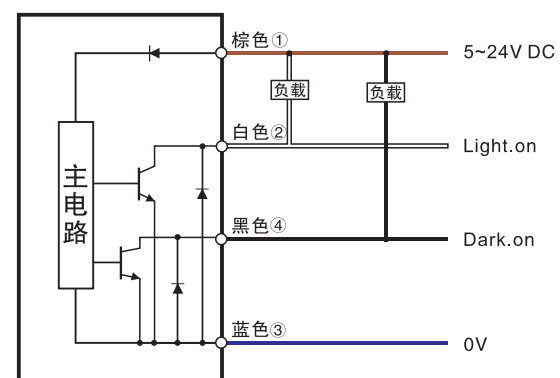 棕色①
5~24V DC
负载
负载
白色②
Light.on
主电路
黑色④
Dark.on
蓝色③
0V